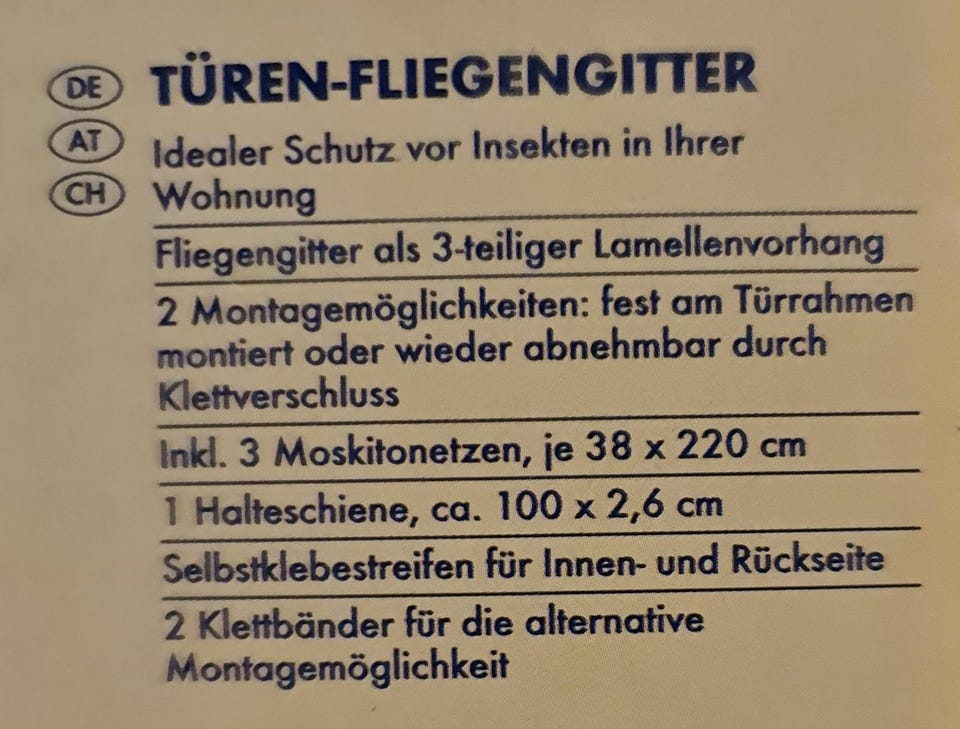 DE TÜREN-FLIEGENGITTER
AT Idealer Schutz vor Insekten in Ihrer
CH Wohnung
Fliegengitter als 3-teiliger Lamellenvorhang
2 Montagemöglichkeiten: fest am Türrahmen
montiert oder wieder abnehmbar durch
Klettverschluss
Inkl. 3 Moskitonetzen, je 38 x 220 cm
1 Halteschiene, ca. 100 x 2,6 cm
Selbstklebestreifen für Innen- und Rückseite
2 Klettbänder für die alternative
Montagemöglichkeit